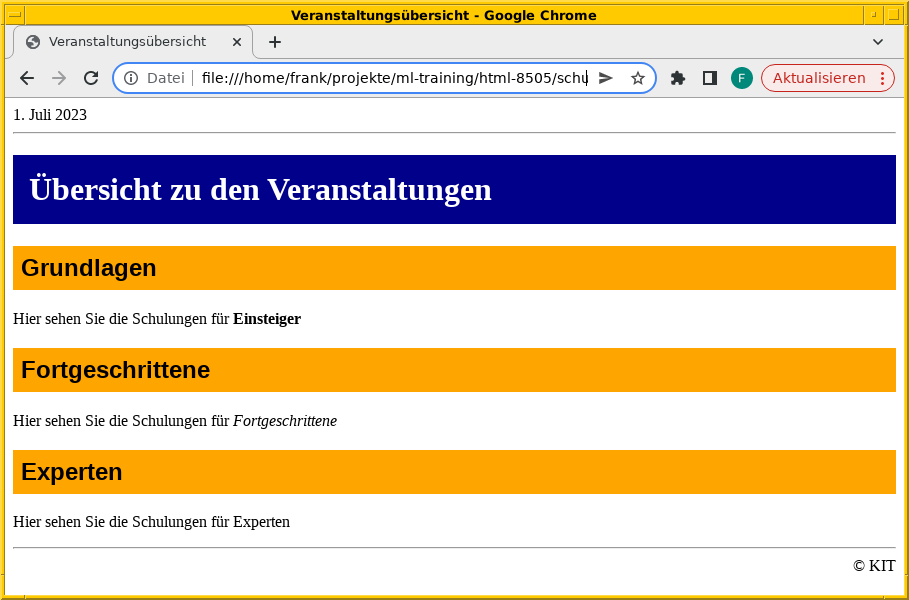 Veranstaltungsübersicht - Google Chrome
Veranstaltungsübersicht
Datei file:///home/frank/projekte/ml-training/html-8505/schu
F
Aktualisieren
1. Juli 2023
Übersicht zu den Veranstaltungen
Grundlagen
Hier sehen Sie die Schulungen für Einsteiger
Fortgeschrittene
Hier sehen Sie die Schulungen für Fortgeschrittene
Experten
Hier sehen Sie die Schulungen für Experten
© KIT